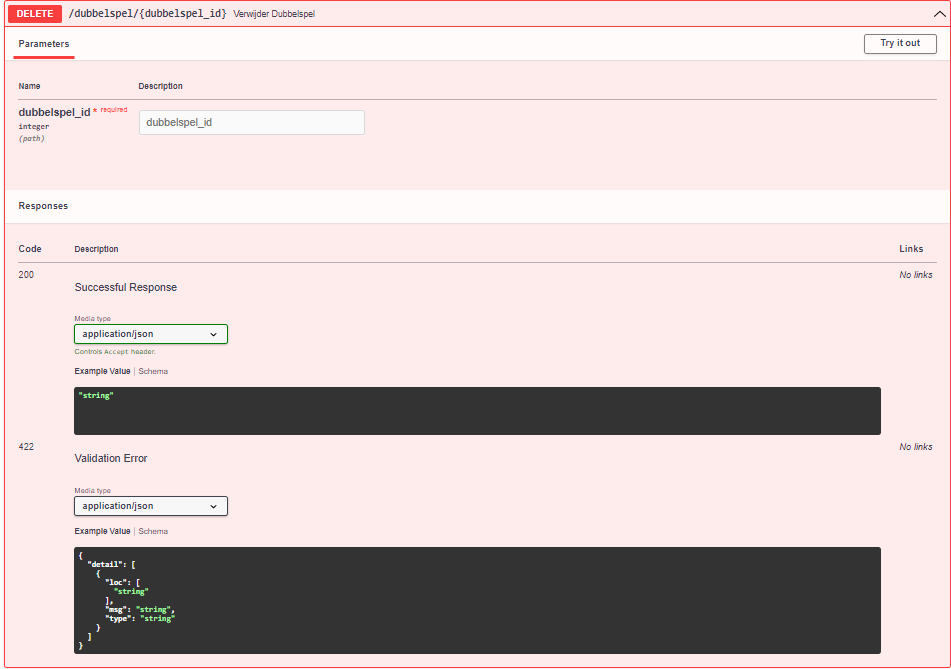 DELETE /dubbelspel/{dubbelspel_id} Verwijder Dubbelspel
Parameters
Try it out
Name Description
dubbelspel_id * required
integer
(path)
dubbelspel_id
Responses
Code Description Links
200 No links
Successful Response
Media type
application/json
Controls Accept header.
Example Value | Schema
"string"
422 No links
Validation Error
Media type
application/json
Example Value | Schema
{
  "detail": [
    {
      "loc": [
        "string"
      ],
      "msg": "string",
      "type": "string"
    }
  ]
}